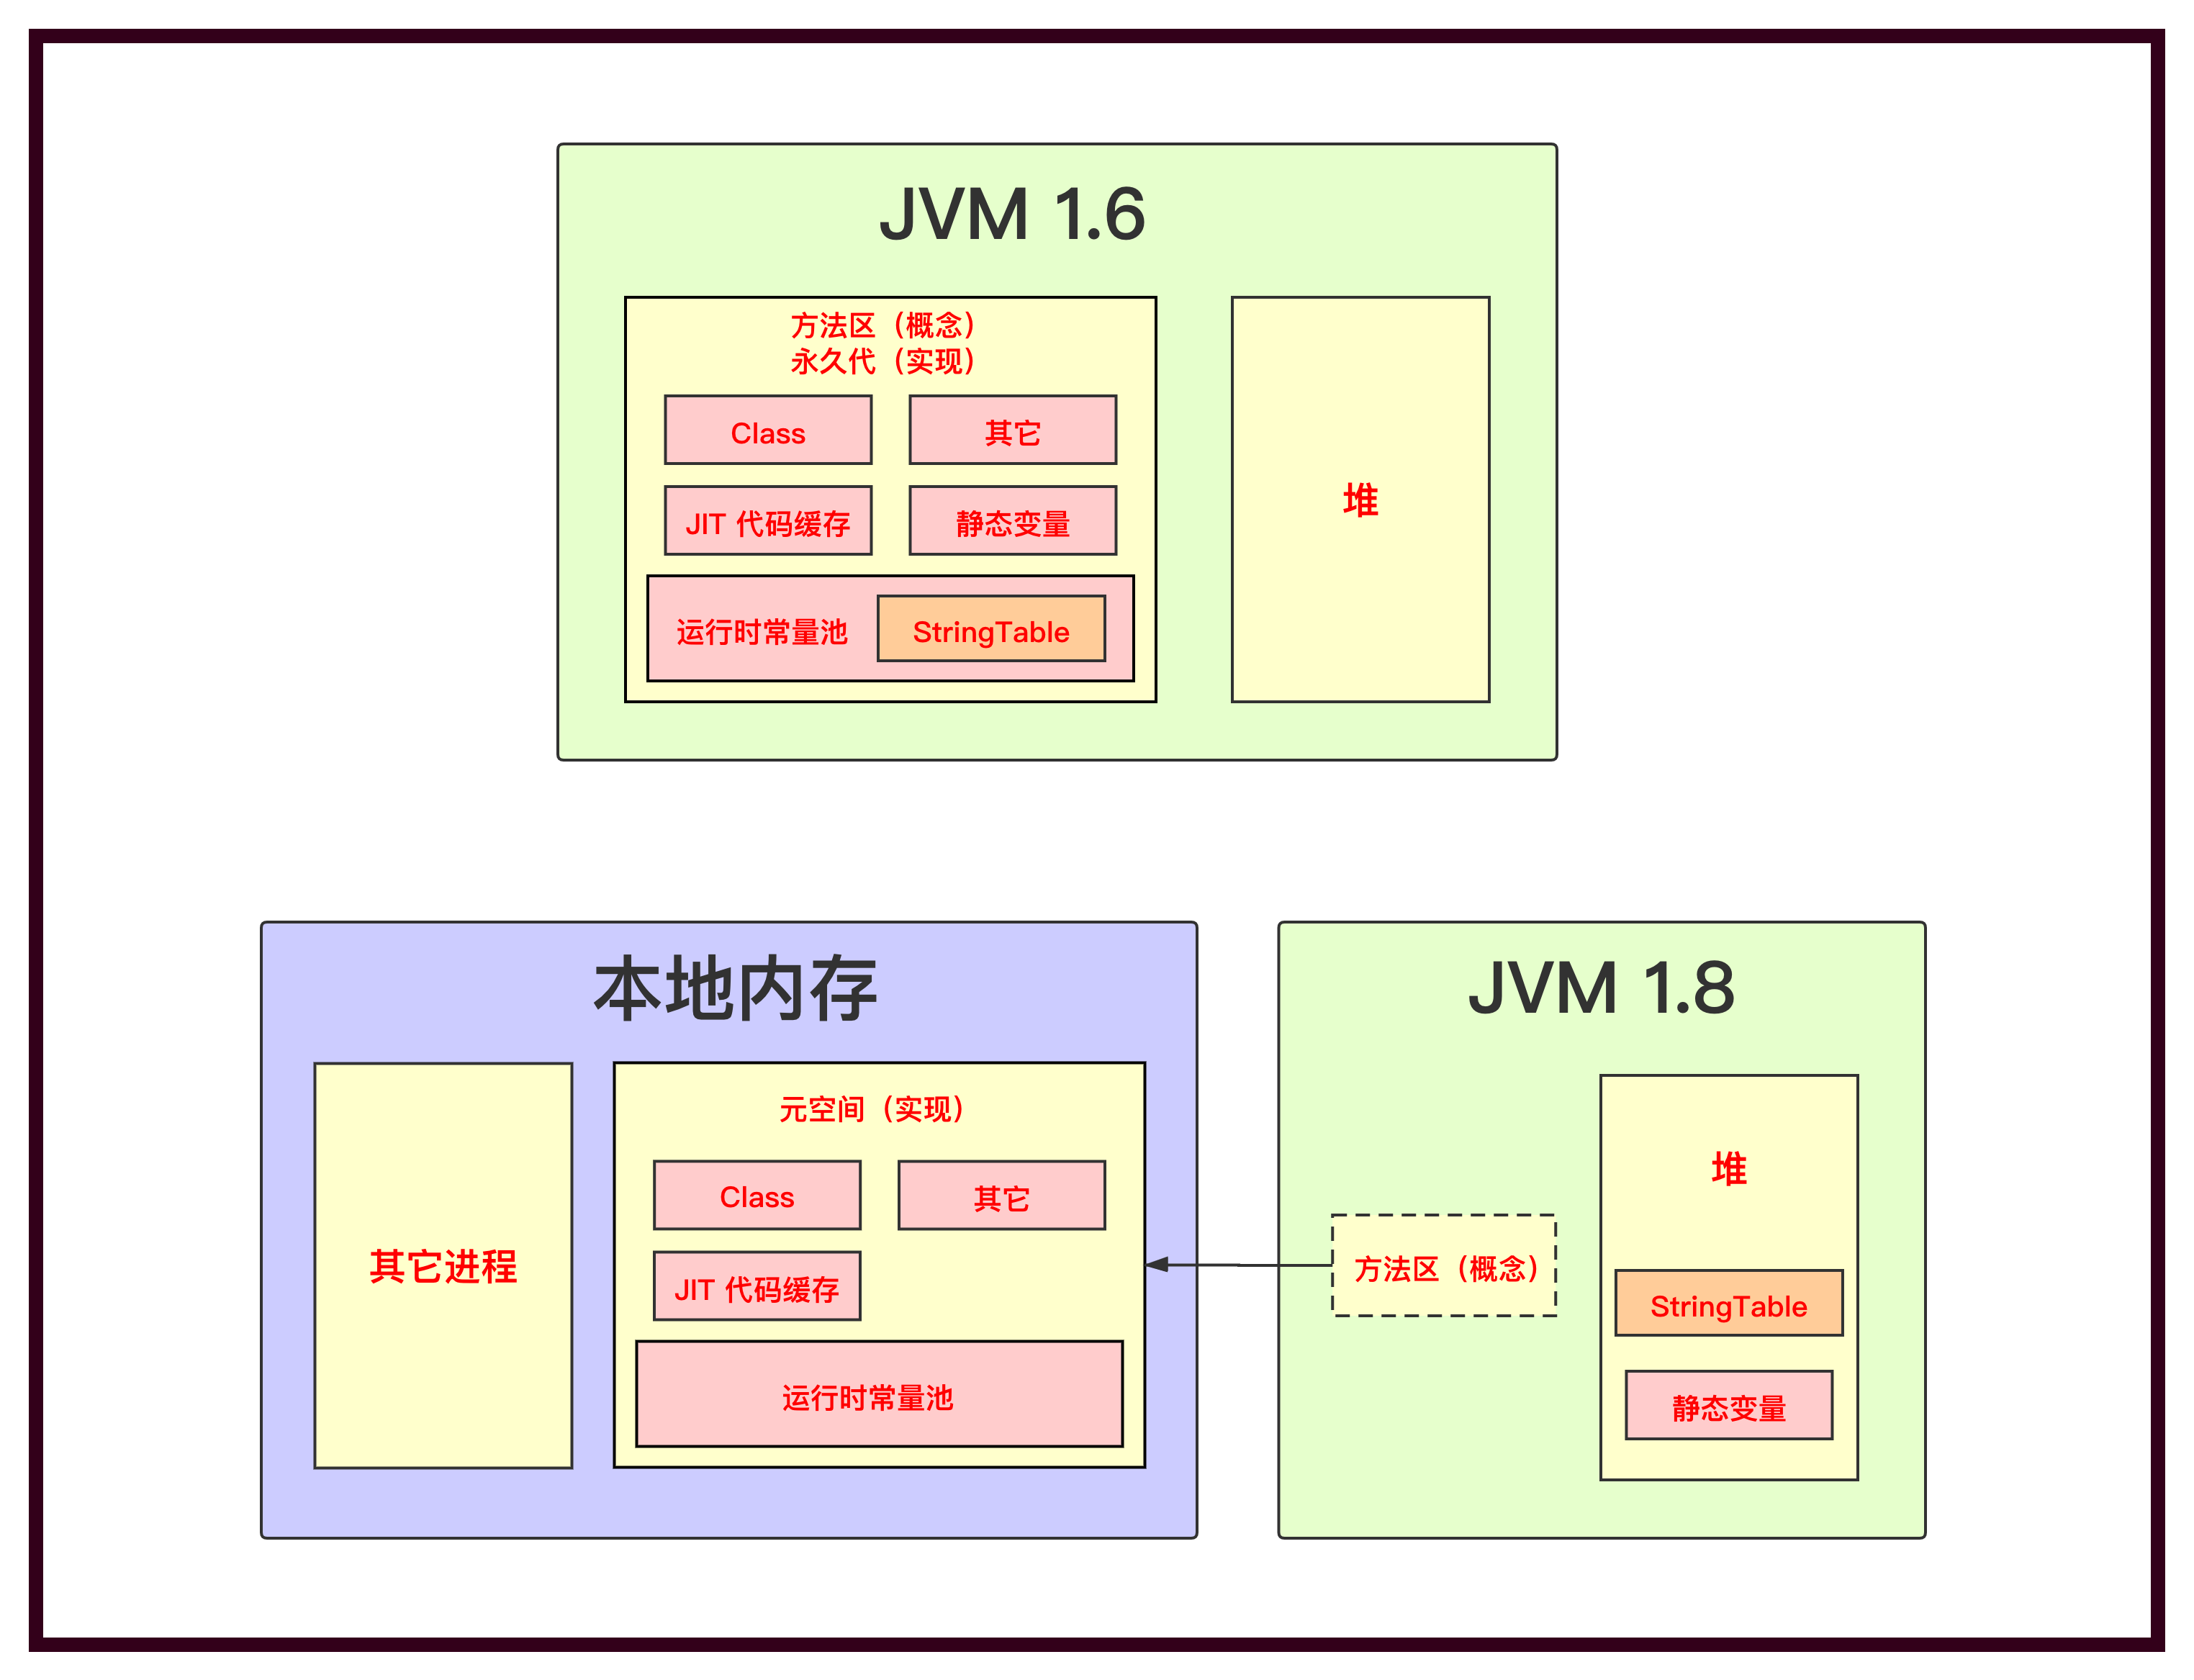 JVM 1.6
方法区（概念）
永久代（实现）
Class
其它
JIT 代码缓存
静态变量
运行时常量池
StringTable
堆
本地内存
其它进程
元空间（实现）
Class
其它
JIT 代码缓存
运行时常量池
JVM 1.8
方法区（概念）
堆
StringTable
静态变量